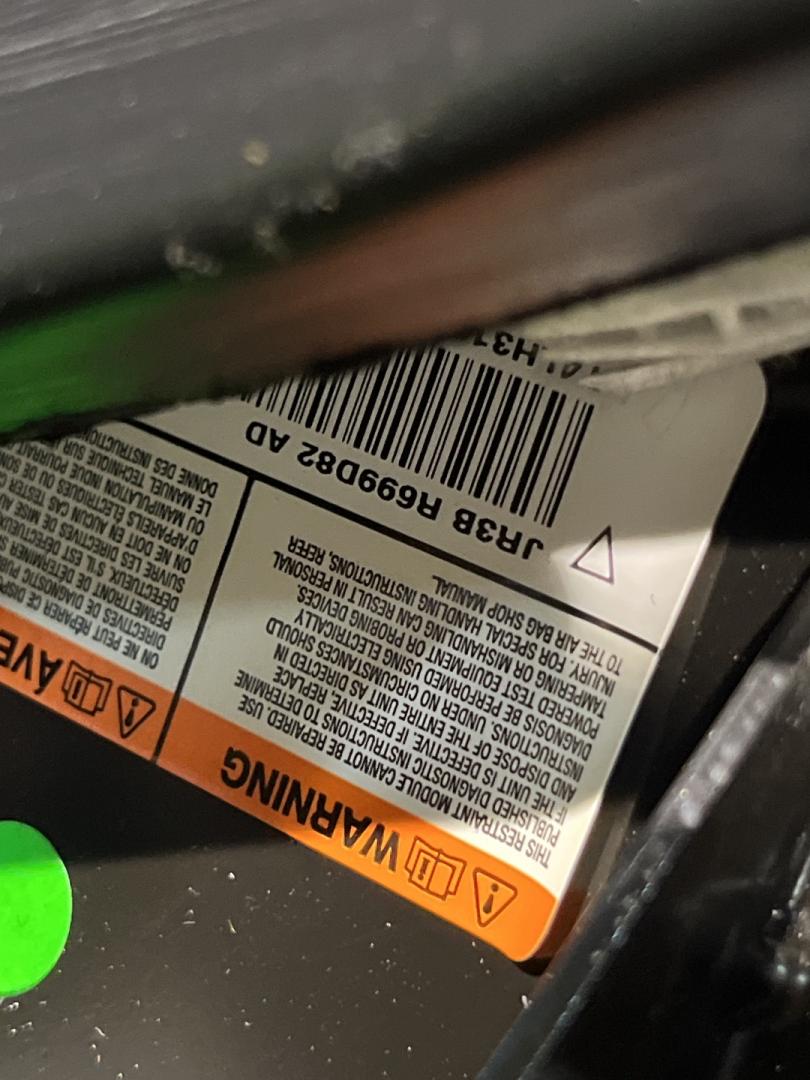 WARNING
THIS RESTRAINT MODULE CANNOT BE REPAIRED. USE
PUBLISHED DIAGNOSTIC INSTRUCTIONS TO DETERMINE
IF THE UNIT IS DEFECTIVE. IF DEFECTIVE, REPLACE
AND DISPOSE OF THE ENTIRE UNIT AS DIRECTED IN
INSTRUCTIONS. UNDER NO CIRCUMSTANCES SHOULD
DIAGNOSIS BE PERFORMED USING ELECTRICALLY
POWERED TEST EQUIPMENT OR PROBING DEVICES.
TAMPERING OR MISHANDLING CAN RESULT IN PERSONAL
INJURY. FOR SPECIAL HANDLING INSTRUCTIONS, REFER
TO THE AIR BAG SHOP MANUAL.
ÁVE
ON NE PEUT RÉPARER CE
DIRECTIVES DE DIAGNOSTIC
PERMETTRONT DE DETERMINER
DÉFECTUEUX. S'IL EST
SUIVRE LES DIRECTIVES DE MISE AU
ON NE DOIT EN AUCUN CAS TESTER
D'APPAREILS ÉLECTRIQUES OU DE
OU MANIPULATION INDUE
LE MANUEL TECHNIQUE SUR
DONNE DES INSTRUCTION
JR3B R699D82 AD